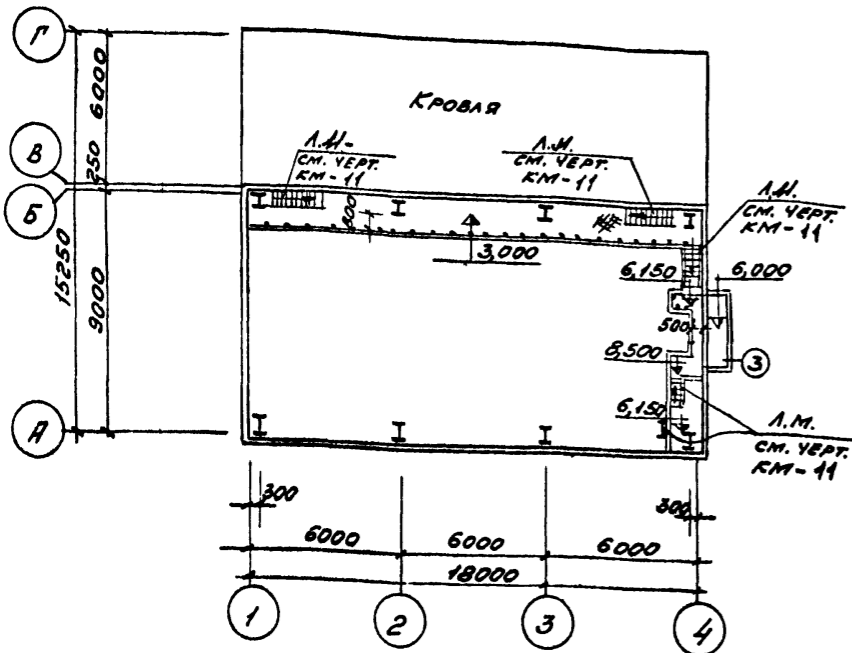 Г
КРОВЛЯ
6000
Л.М.
СМ. ЧЕРТ.
КМ-11
Л.М.
СМ. ЧЕРТ.
КМ-11
В
250
Б
800
Л.М.
СМ. ЧЕРТ.
КМ-11
3,000
6,150
6,000
15250
9000
500
8,500
3
6,150
А
Л.М.
СМ. ЧЕРТ.
КМ-11
300
300
6000
6000
6000
18000
1
2
3
4